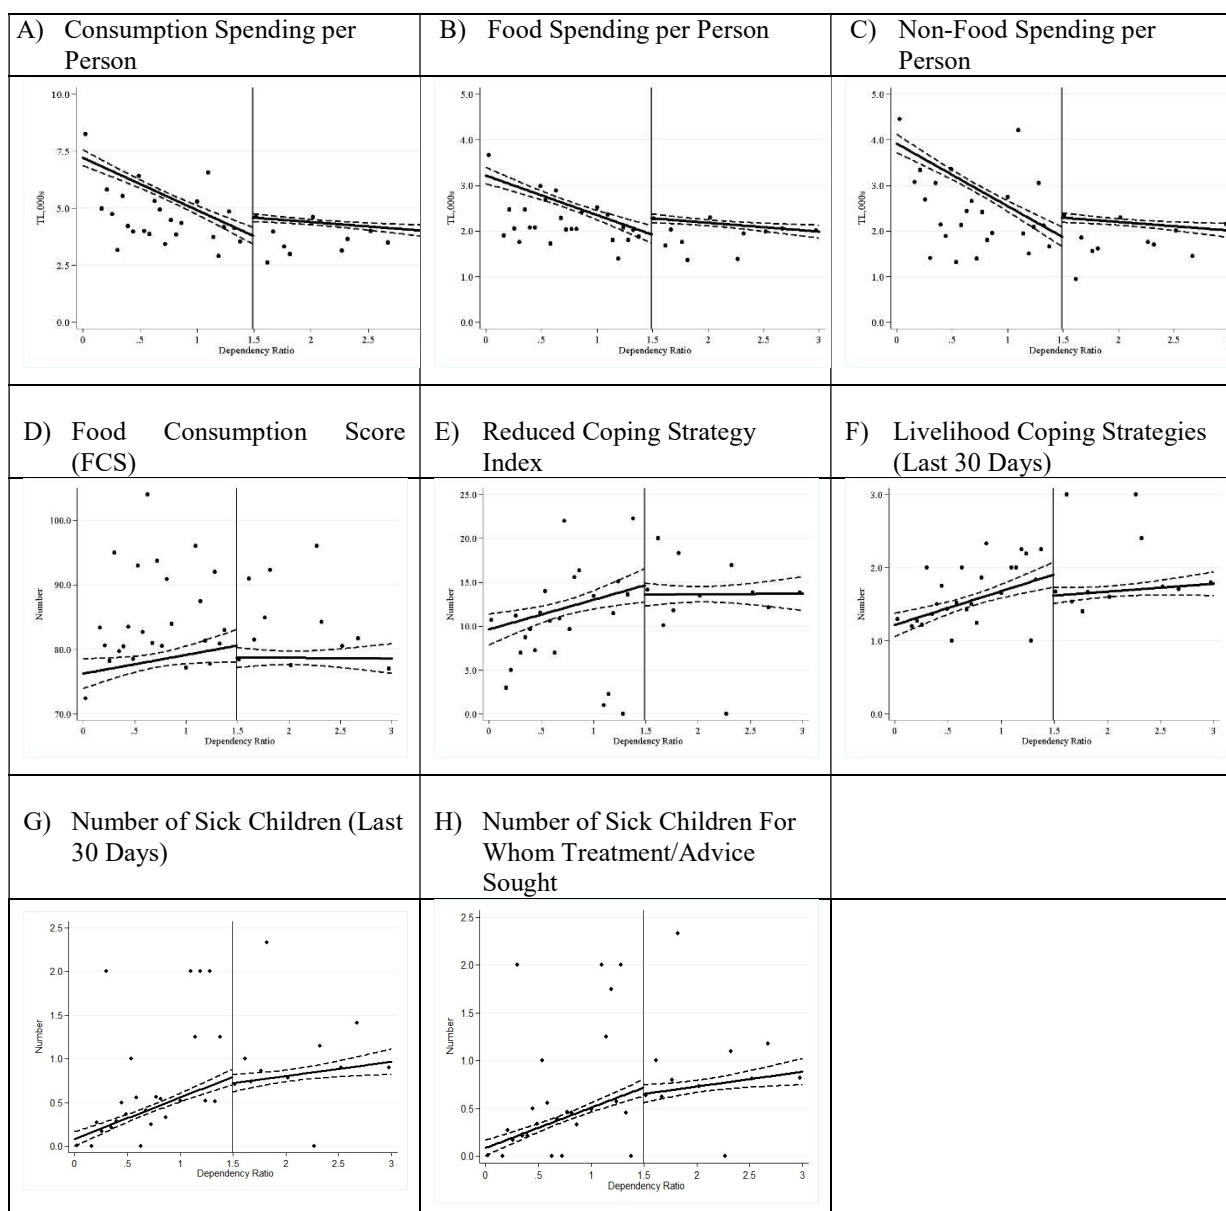 A) Consumption Spending per
Person
B) Food Spending per Person
C) Non-Food Spending per
Person
10.0
7.5
5.0
2.5
0.0
TL,000s
0 .5 1.0 1.5 2 2.5
Dependency Ratio
5.0
4.0
3.0
2.0
1.0
0.0
TL,000s
0 .5 1.0 1.5 2 2.5 3
Dependency Ratio
5.0
4.0
3.0
2.0
1.0
0.0
TL,000s
0 .5 1.0 1.5 2 2.5
Dependency Ratio
D) Food Consumption Score
(FCS)
E) Reduced Coping Strategy
Index
F) Livelihood Coping Strategies
(Last 30 Days)
100.0
90.0
80.0
70.0
Number
0 .5 1 1.5 2 2.5 3
Dependency Ratio
25.0
20.0
15.0
10.0
5.0
0.0
Number
0 .5 1 1.5 2 2.5 3
Dependency Ratio
3.0
2.0
1.0
0.0
Number
0 .5 1 1.5 2 2.5 3
Dependency Ratio
G) Number of Sick Children (Last
30 Days)
H) Number of Sick Children For
Whom Treatment/Advice
Sought
2.5
2.0
1.5
1.0
0.5
0.0
Number
0 .5 1 1.5 2 2.5 3
Dependency Ratio
2.5
2.0
1.5
1.0
0.5
0.0
Number
0 .5 1 1.5 2 2.5 3
Dependency Ratio